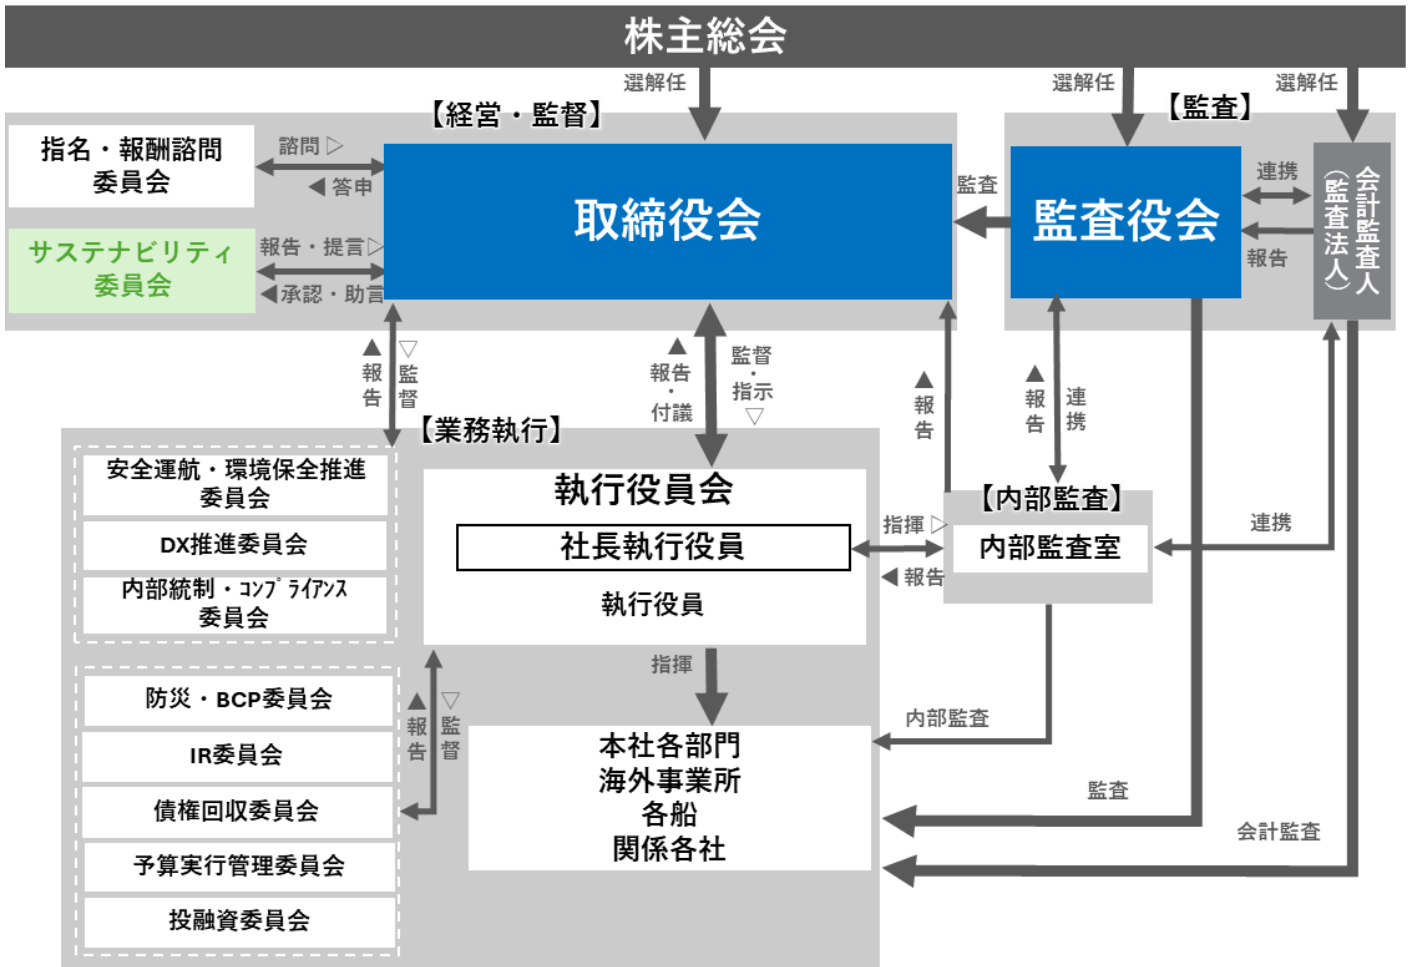 株主総会
選解任
選解任
選解任
【経営・監督】
【監査】
指名・報酬諮問
委員会
諮問 ▷
◀ 答申
取締役会
監査
監査役会
連携
報告
会計監査人
（監査法人）
サステナビリティ
委員会
報告・提言 ▷
◀承認・助言
▲報告
▽監督
▲報告・付議
監督・指示▽
▲報告
▲報告
連携
【業務執行】
安全運航・環境保全推進
委員会
DX推進委員会
内部統制・ｺﾝﾌﾟﾗｲｱﾝｽ
委員会
執行役員会
社長執行役員
執行役員
指揮 ▷
◀ 報告
【内部監査】
内部監査室
連携
▲報告
▽監督
指揮
防災・BCP委員会
IR委員会
債権回収委員会
予算実行管理委員会
投融資委員会
本社各部門
海外事業所
各船
関係各社
内部監査
監査
会計監査